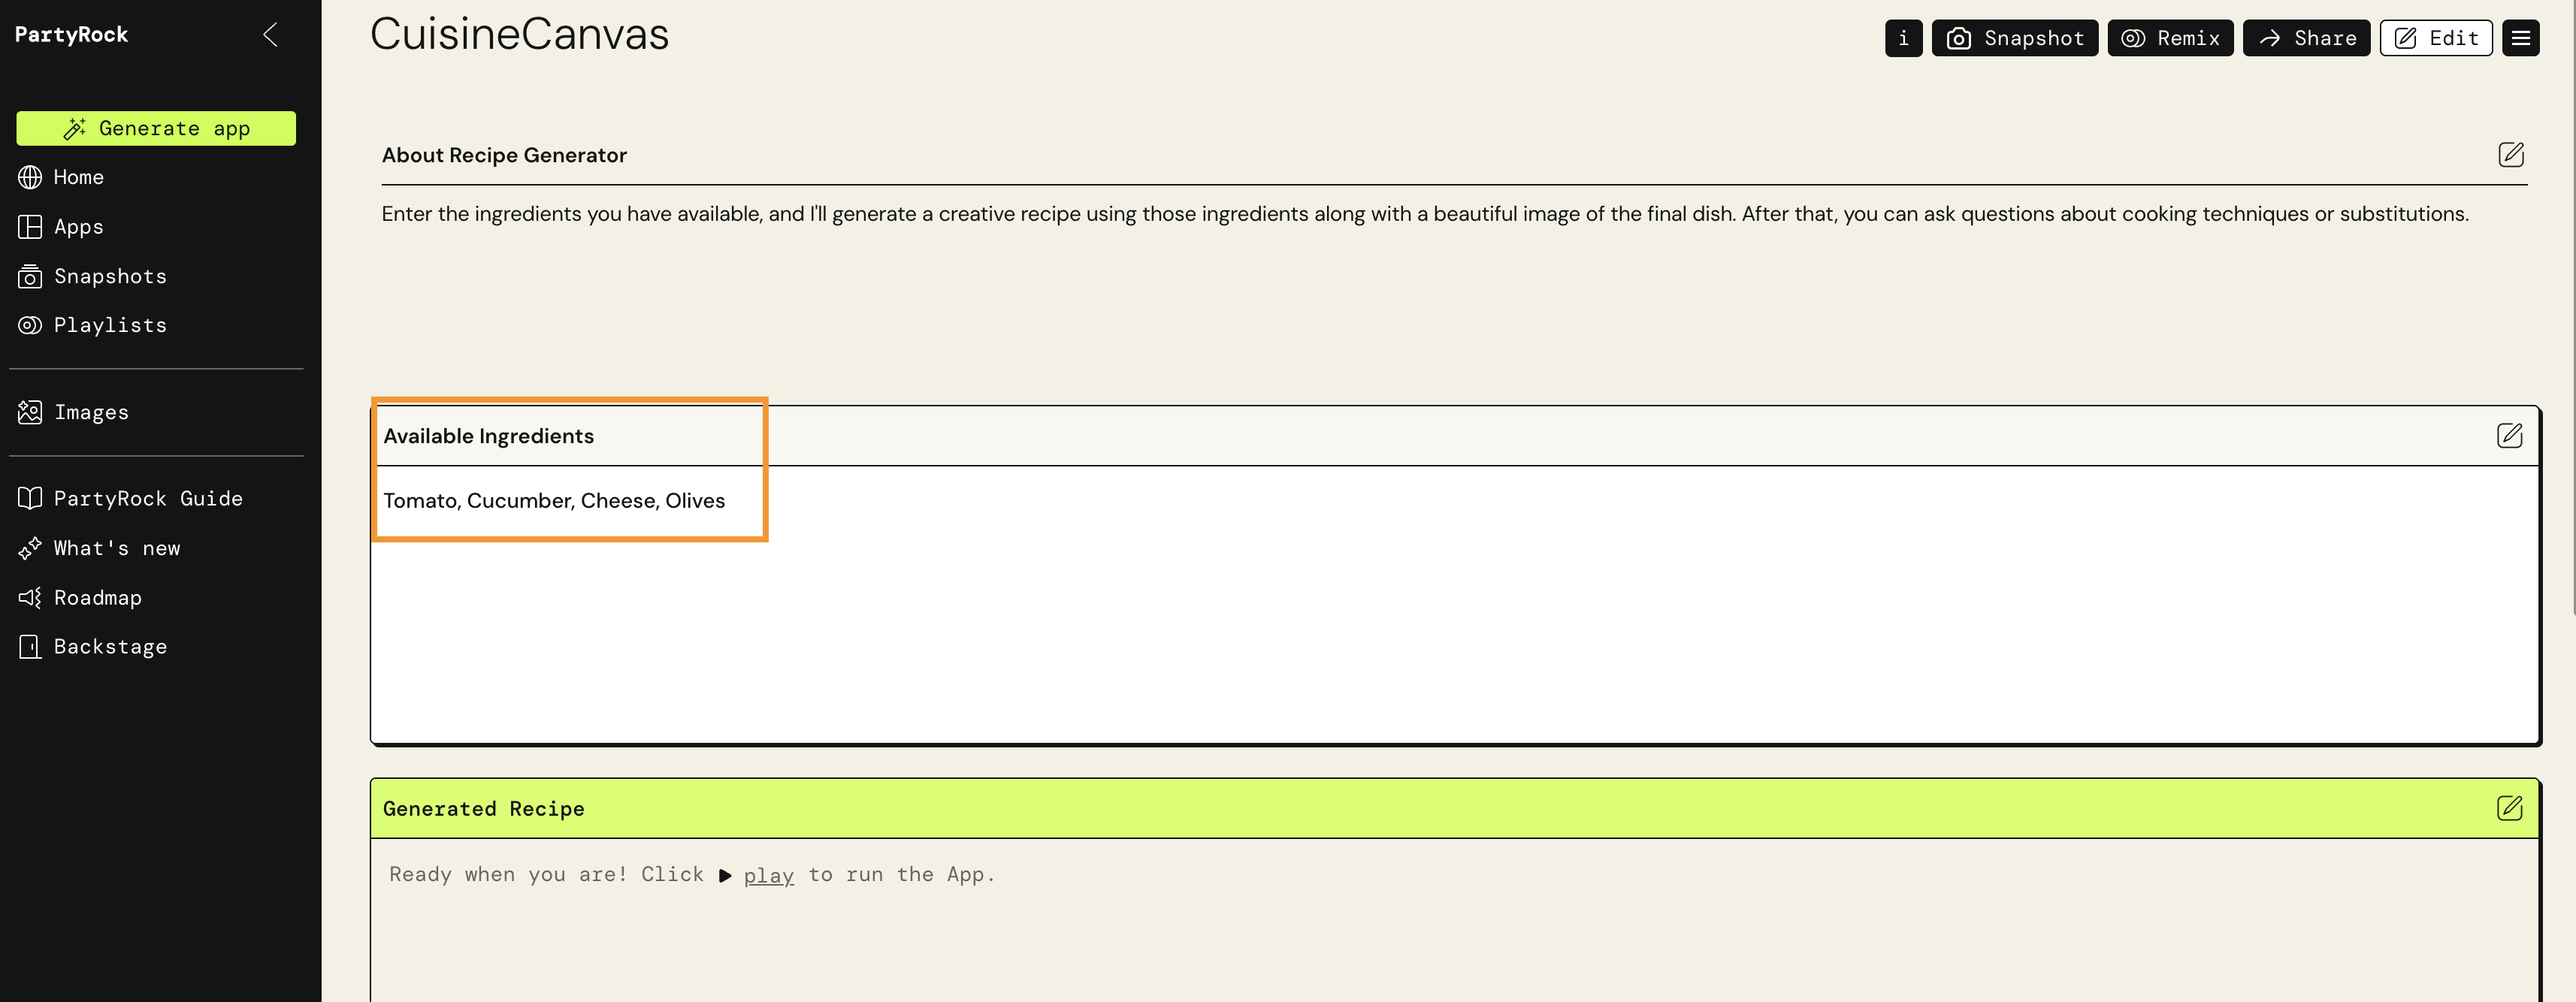 PartyRock
Generate app
Home
Apps
Snapshots
Playlists
Images
PartyRock Guide
What's new
Roadmap
Backstage
CuisineCanvas
i
Snapshot
Remix
Share
Edit
About Recipe Generator
Enter the ingredients you have available, and I'll generate a creative recipe using those ingredients along with a beautiful image of the final dish. After that, you can ask questions about cooking techniques or substitutions.
Available Ingredients
Tomato, Cucumber, Cheese, Olives
Generated Recipe
Ready when you are! Click play to run the App.